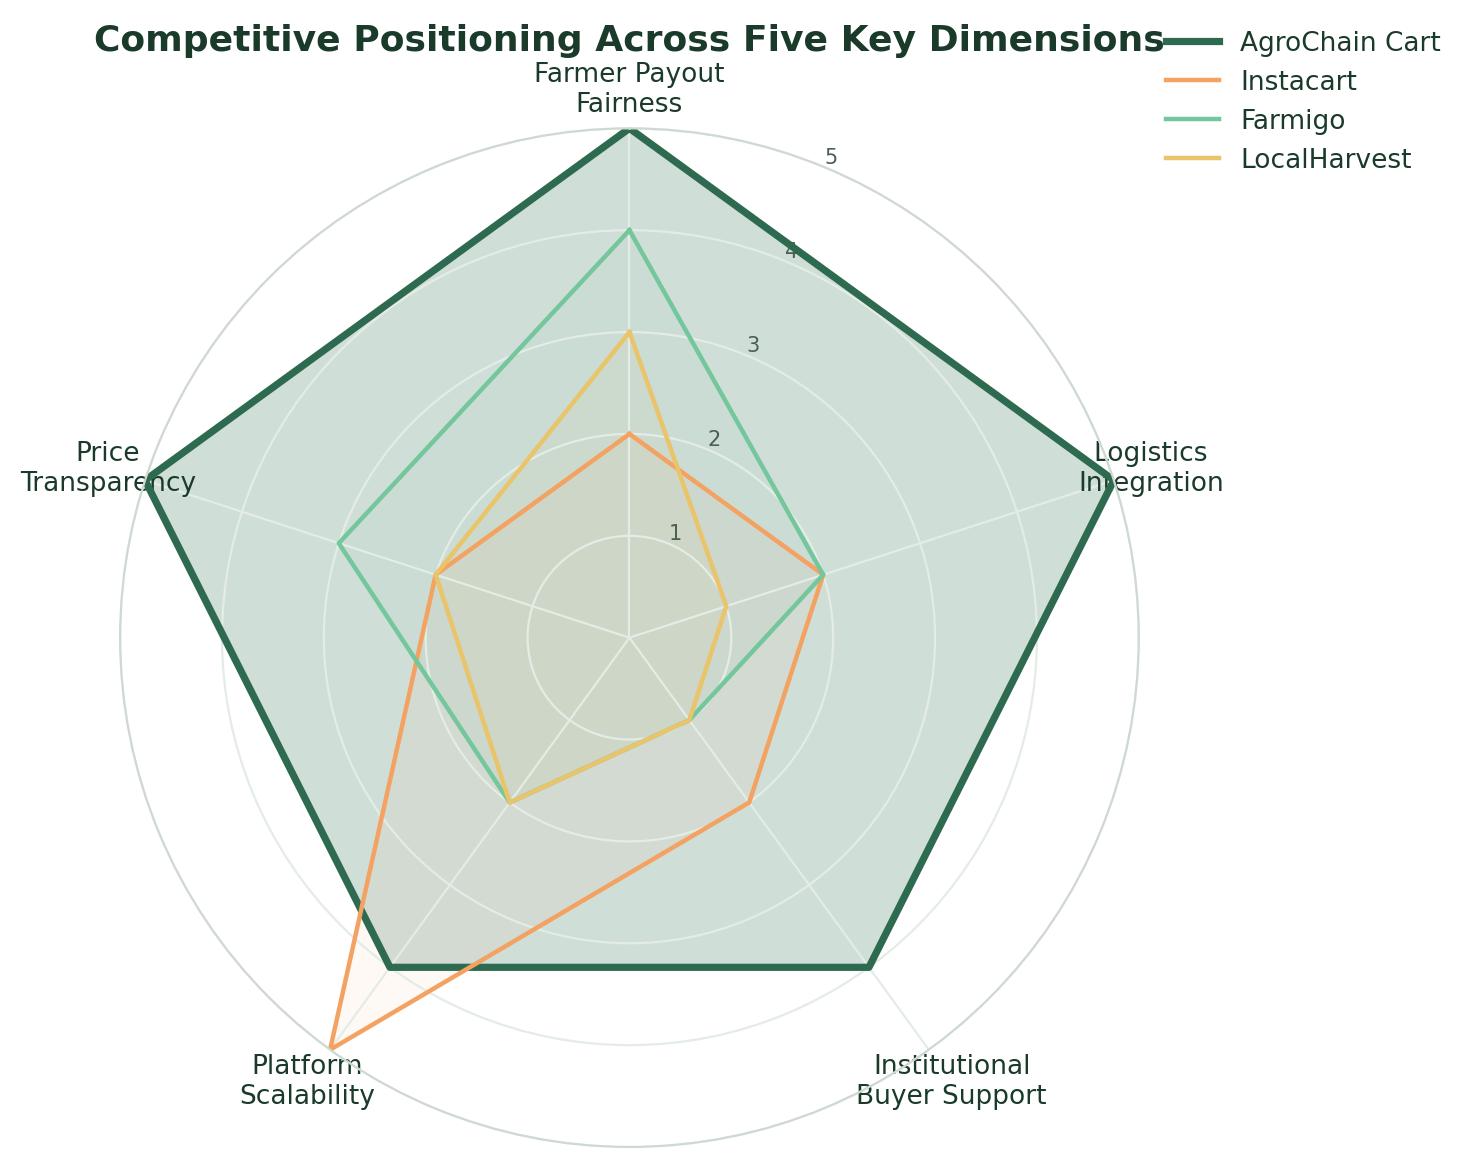 Competitive Positioning Across Five Key Dimensions
AgroChain Cart
Instacart
Farmigo
LocalHarvest
Farmer Payout
Fairness
5
4
3
2
1
Price
Transparency
Logistics
Integration
Platform
Scalability
Institutional
Buyer Support